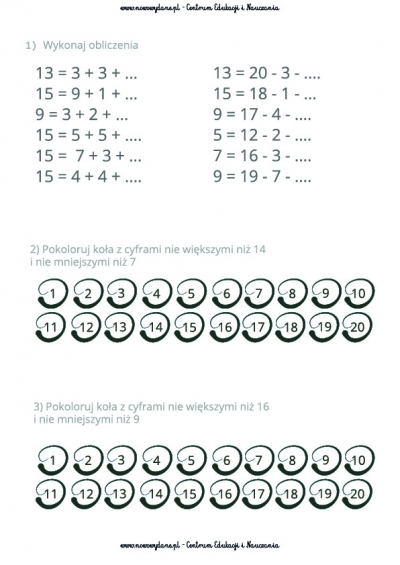 www.nowowydane.pl - Centrum Edukacji i Nauczania
1) Wykonaj obliczenia
13 = 3 + 3 + ...
13 = 20 - 3 - ....
15 = 9 + 1 + ...
15 = 18 - 1 - ...
9 = 3 + 2 + ...
9 = 17 - 4 - ....
15 = 5 + 5 + ....
5 = 12 - 2 - ....
15 = 7 + 3 + ...
7 = 16 - 3 - ....
15 = 4 + 4 + ....
9 = 19 - 7 - ....
2) Pokoloruj koła z cyframi nie większymi niż 14
i nie mniejszymi niż 7
1 2 3 4 5 6 7 8 9 10
11 12 13 14 15 16 17 18 19 20
3) Pokoloruj koła z cyframi nie większymi niż 16
i nie mniejszymi niż 9
1 2 3 4 5 6 7 8 9 10
11 12 13 14 15 16 17 18 19 20
www.nowowydane.pl - Centrum Edukacji i Nauczania